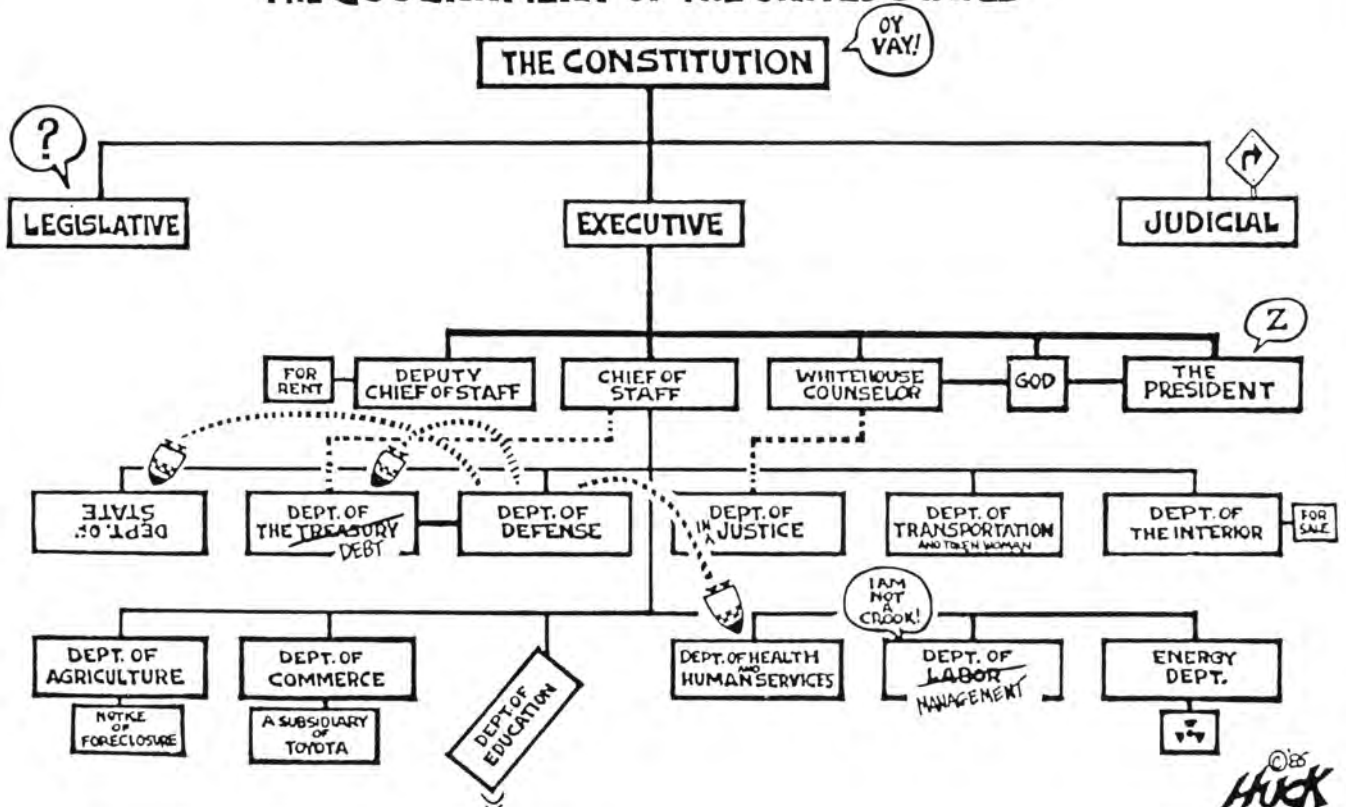 OY
VAY!
THE CONSTITUTION
?
LEGISLATIVE
EXECUTIVE
JUDICIAL
Z
FOR
RENT
DEPUTY
CHIEF OF STAFF
CHIEF OF
STAFF
WHITEHOUSE
COUNSELOR
GOD
THE
PRESIDENT
DEPT. OF
STATE
DEPT. OF
THE TREASURY
DEBT
DEPT. OF
DEFENSE
DEPT. OF
IN A JUSTICE
DEPT. OF
TRANSPORTATION
AND TOKEN WOMAN
DEPT. OF
THE INTERIOR
FOR
SALE
DEPT. OF
AGRICULTURE
NOTICE
OF
FORECLOSURE
DEPT. OF
COMMERCE
A SUBSIDIARY
OF
TOYOTA
DEPT. OF
EDUCATION
DEPT. OF HEALTH
AND
HUMAN SERVICES
I AM
NOT
A
CROOK!
DEPT. OF
LABOR
MANAGEMENT
ENERGY
DEPT.
HUCK